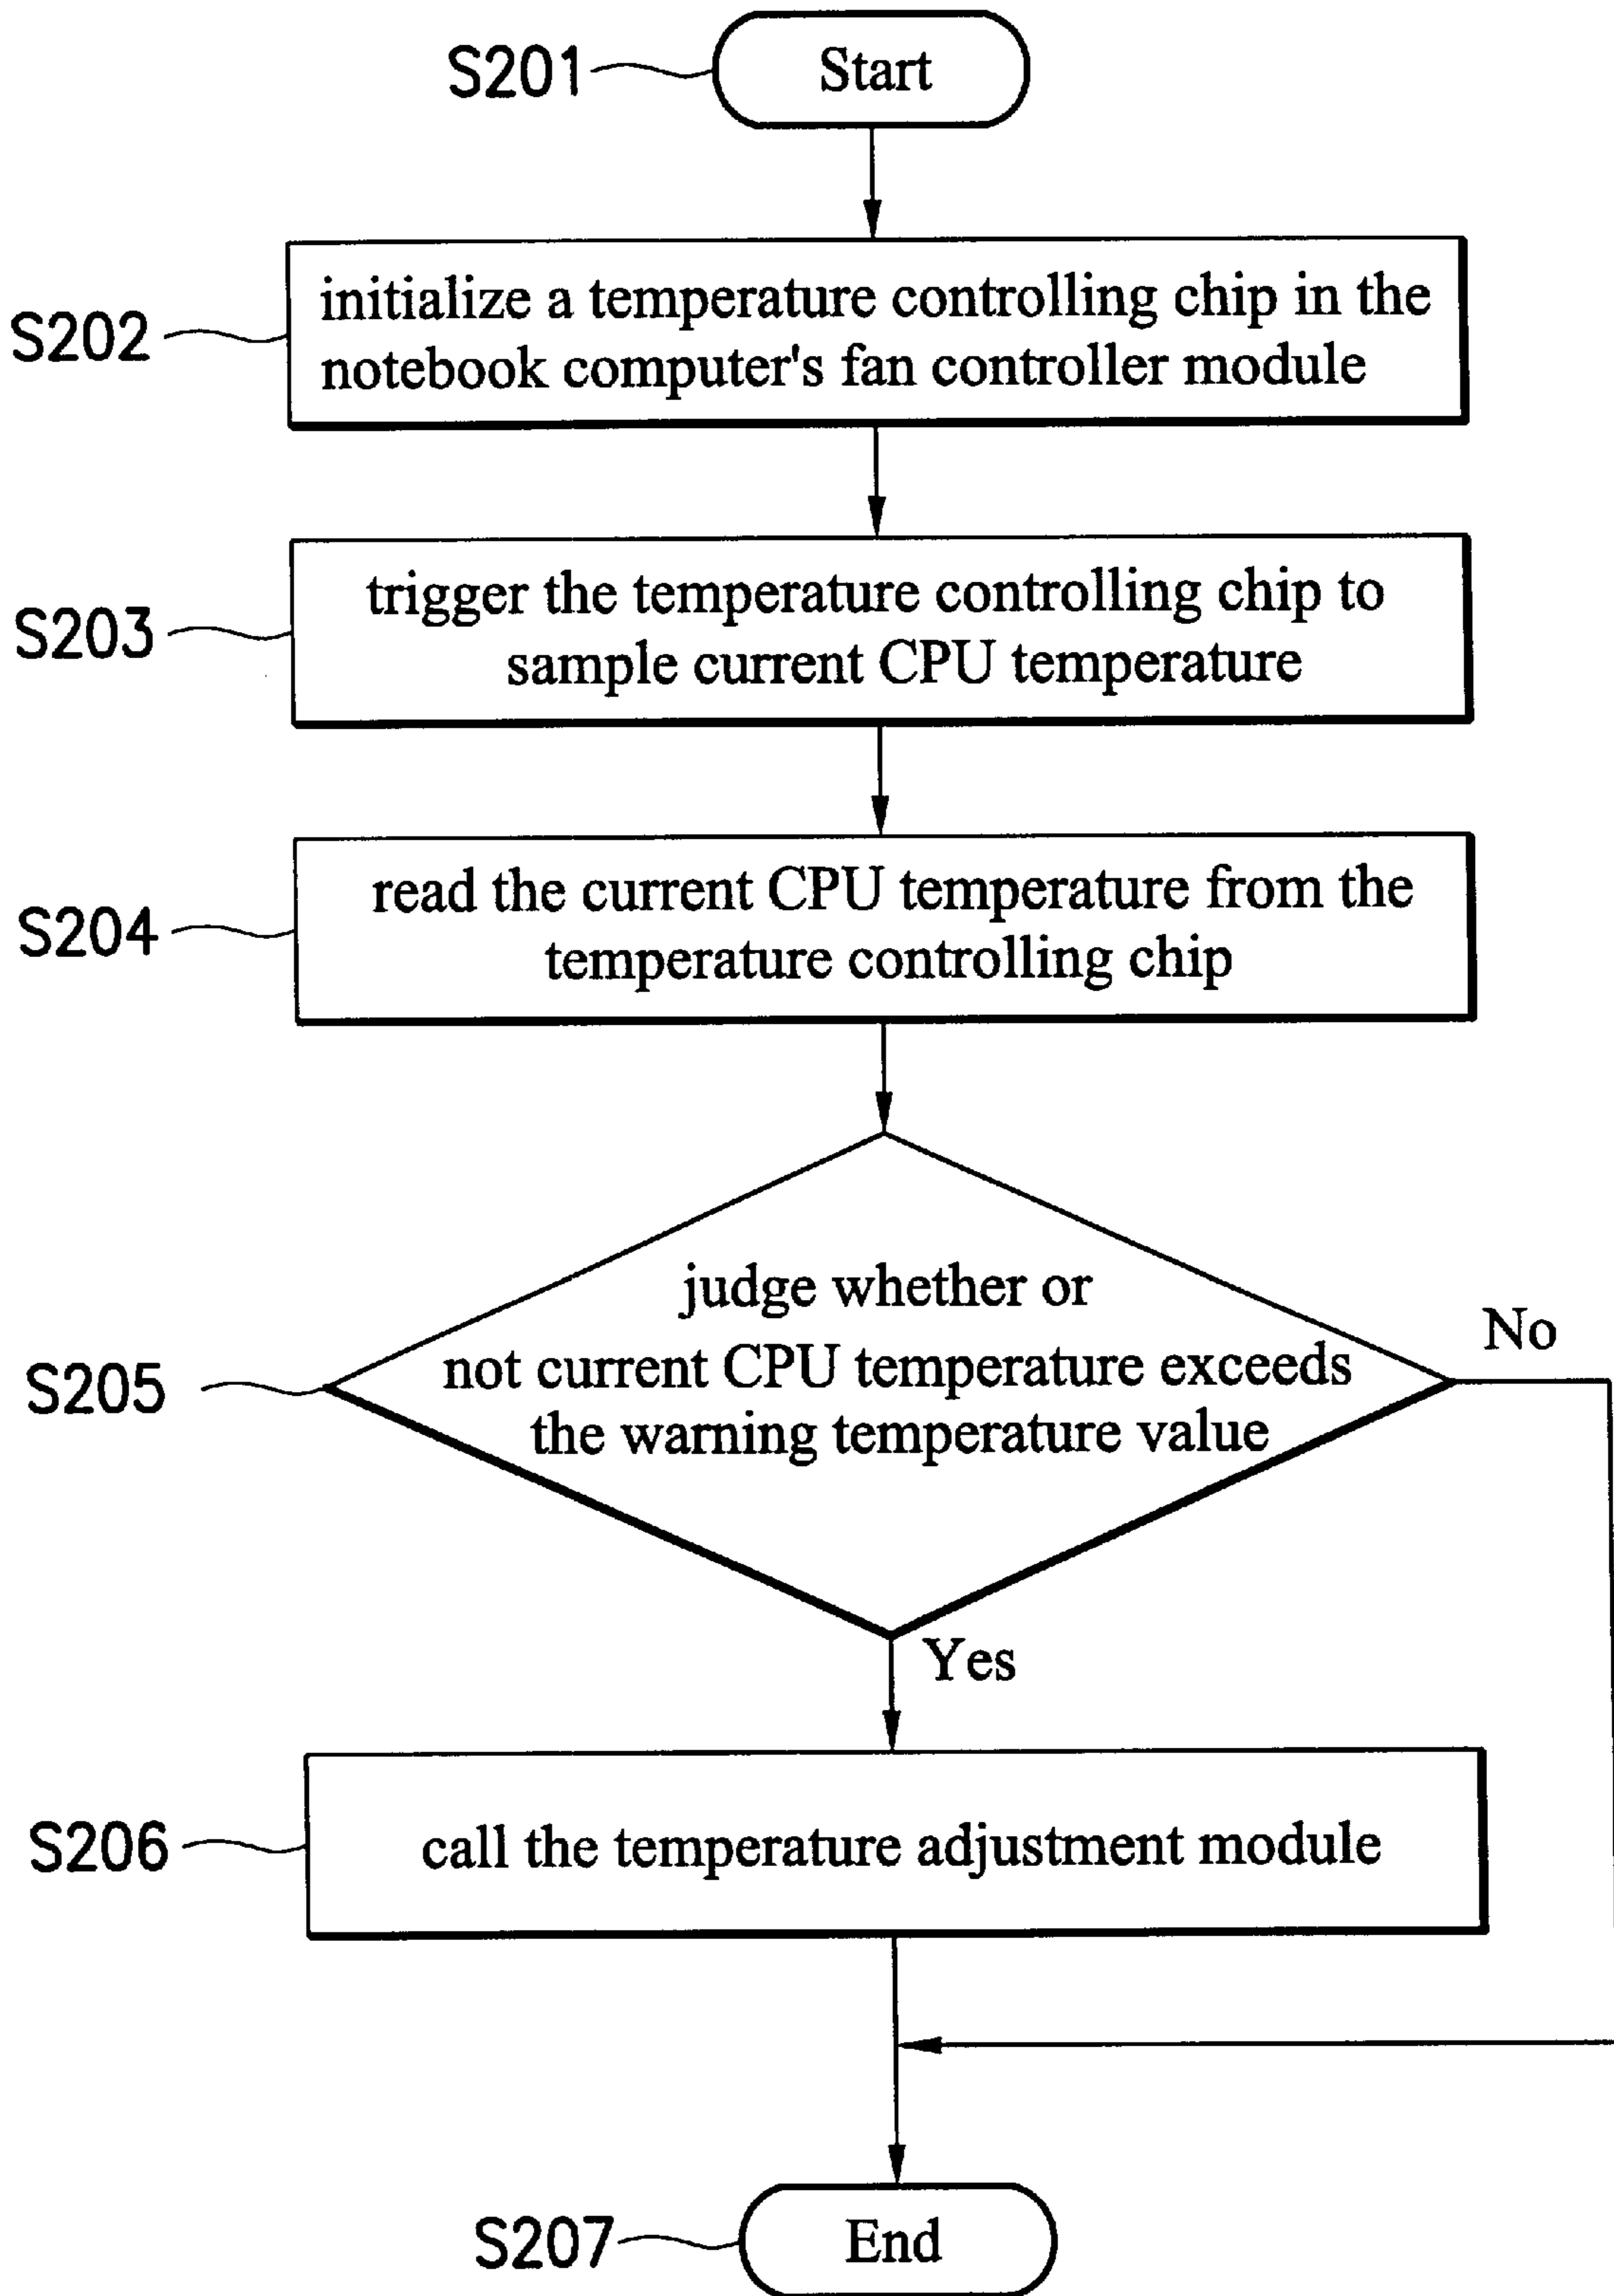 S201
Start
S202
initialize a temperature controlling chip in the
notebook computer's fan controller module
S203
trigger the temperature controlling chip to
sample current CPU temperature
S204
read the current CPU temperature from the
temperature controlling chip
S205
judge whether or
not current CPU temperature exceeds
the warning temperature value
No
Yes
S206
call the temperature adjustment module
S207
End